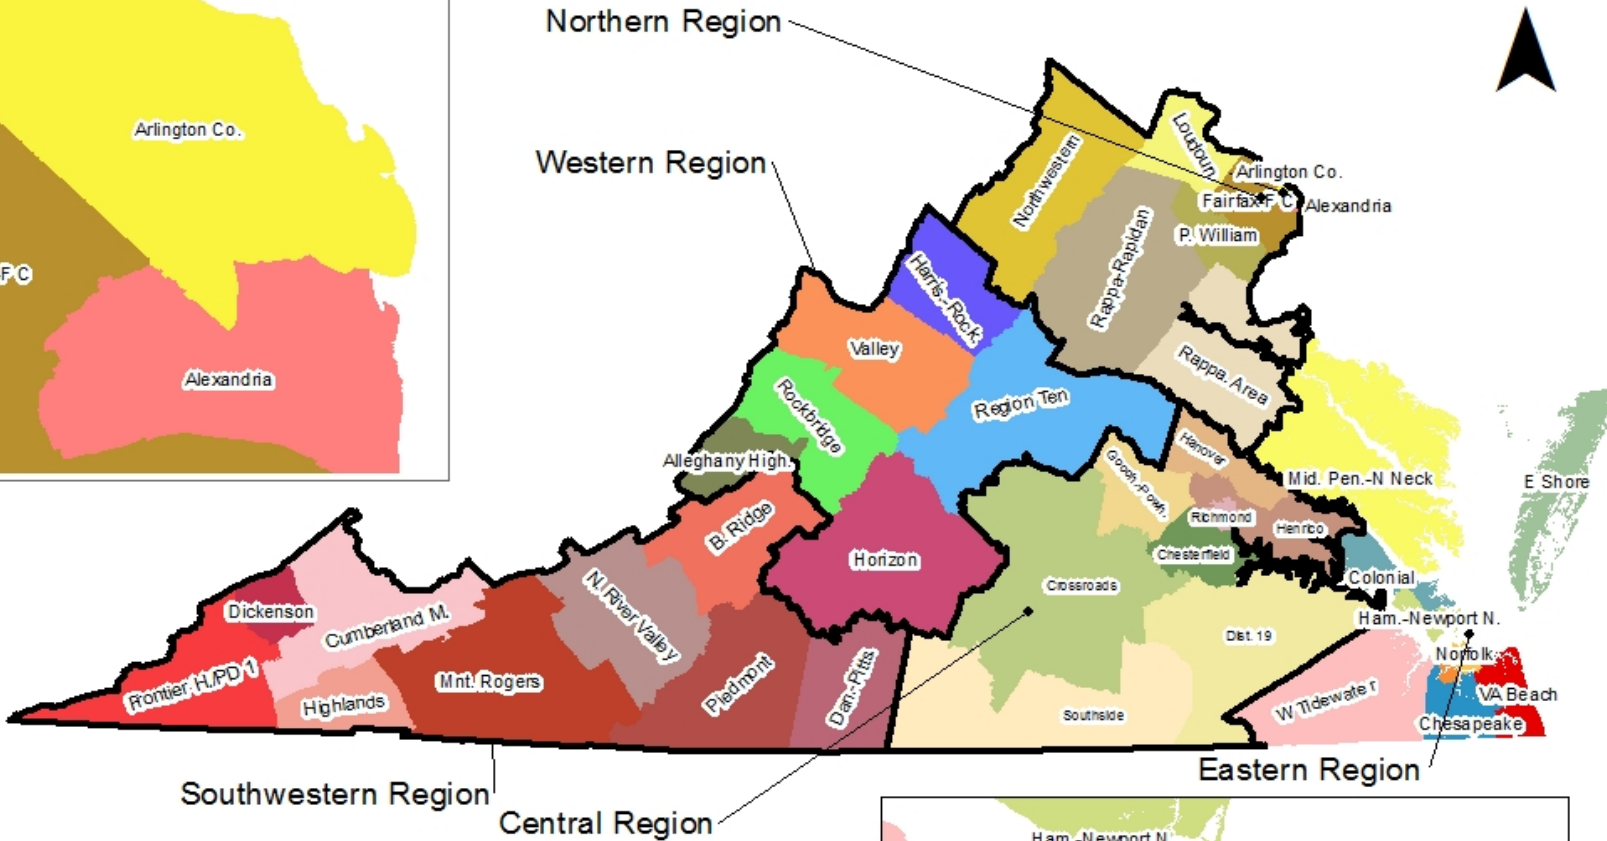 Northern Region
Western Region
Arlington Co.
F C
Alexandria
Northwestern
Loudoun
Arlington Co.
Fairfax-F C
Alexandria
P. William
Rappa-Rapidan
Harris.-Rock.
Valley
Rappa. Area
Region Ten
Rockbridge
Alleghany High.
Hanover
Gooch.-Powh.
Mid. Pen.-N Neck
E Shore
B. Ridge
Richmond
Henrico
Horizon
Chesterfield
Colonial
Crossroads
Dickenson
Cumberland M.
N. River Valley
Ham.-Newport N.
Dist. 19
Norfolk
Frontier H./PD 1
Highlands
Mnt. Rogers
Piedmont
Dan.-Pitts
Southside
W Tidewater
VA Beach
Chesapeake
Eastern Region
Southwestern Region
Central Region
Ham.-Newport N.